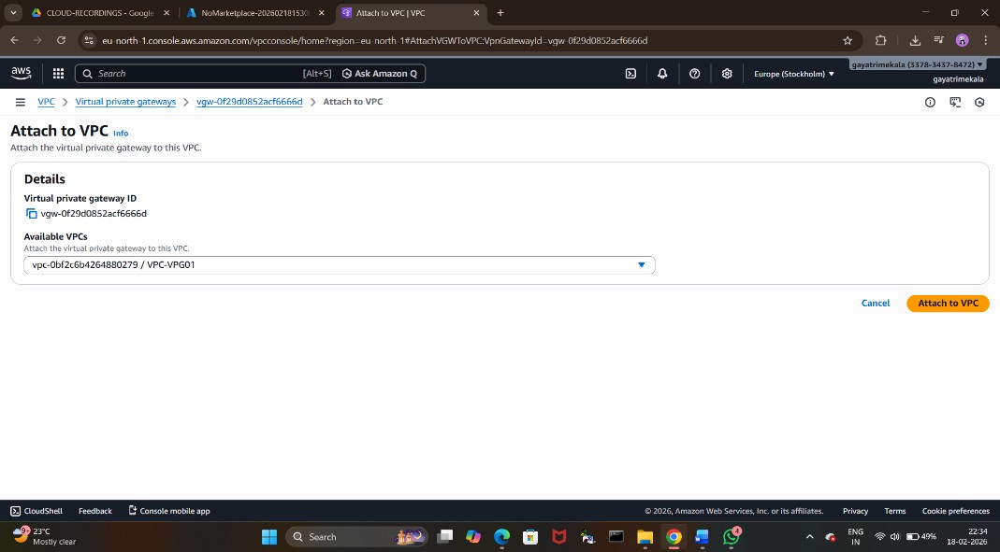 CLOUD-RECORDINGS - Google
NoMarketplace-20260218153
Attach to VPC | VPC
eu-north-1.console.aws.amazon.com/vpcconsole/home?region=eu-north-1#AttachVGWToVPC:VpnGatewayId=vgw-0f29d0852acf6666d
aws
Search
[Alt+S]
Ask Amazon Q
Europe (Stockholm)
gayatrimekala (3378-3437-8472)
gayatrimekala
VPC
Virtual private gateways
vgw-0f29d0852acf6666d
Attach to VPC
Attach to VPC Info
Attach the virtual private gateway to this VPC.
Details
Virtual private gateway ID
vgw-0f29d0852acf6666d
Available VPCs
Attach the virtual private gateway to this VPC.
vpc-0bf2c6b4264880279 / VPC-VPG01
Cancel
Attach to VPC
CloudShell
Feedback
Console mobile app
© 2026, Amazon Web Services, Inc. or its affiliates.
Privacy
Terms
Cookie preferences
9+
23°C
Mostly clear
Search
4
ENG
IN
49%
22:34
18-02-2026